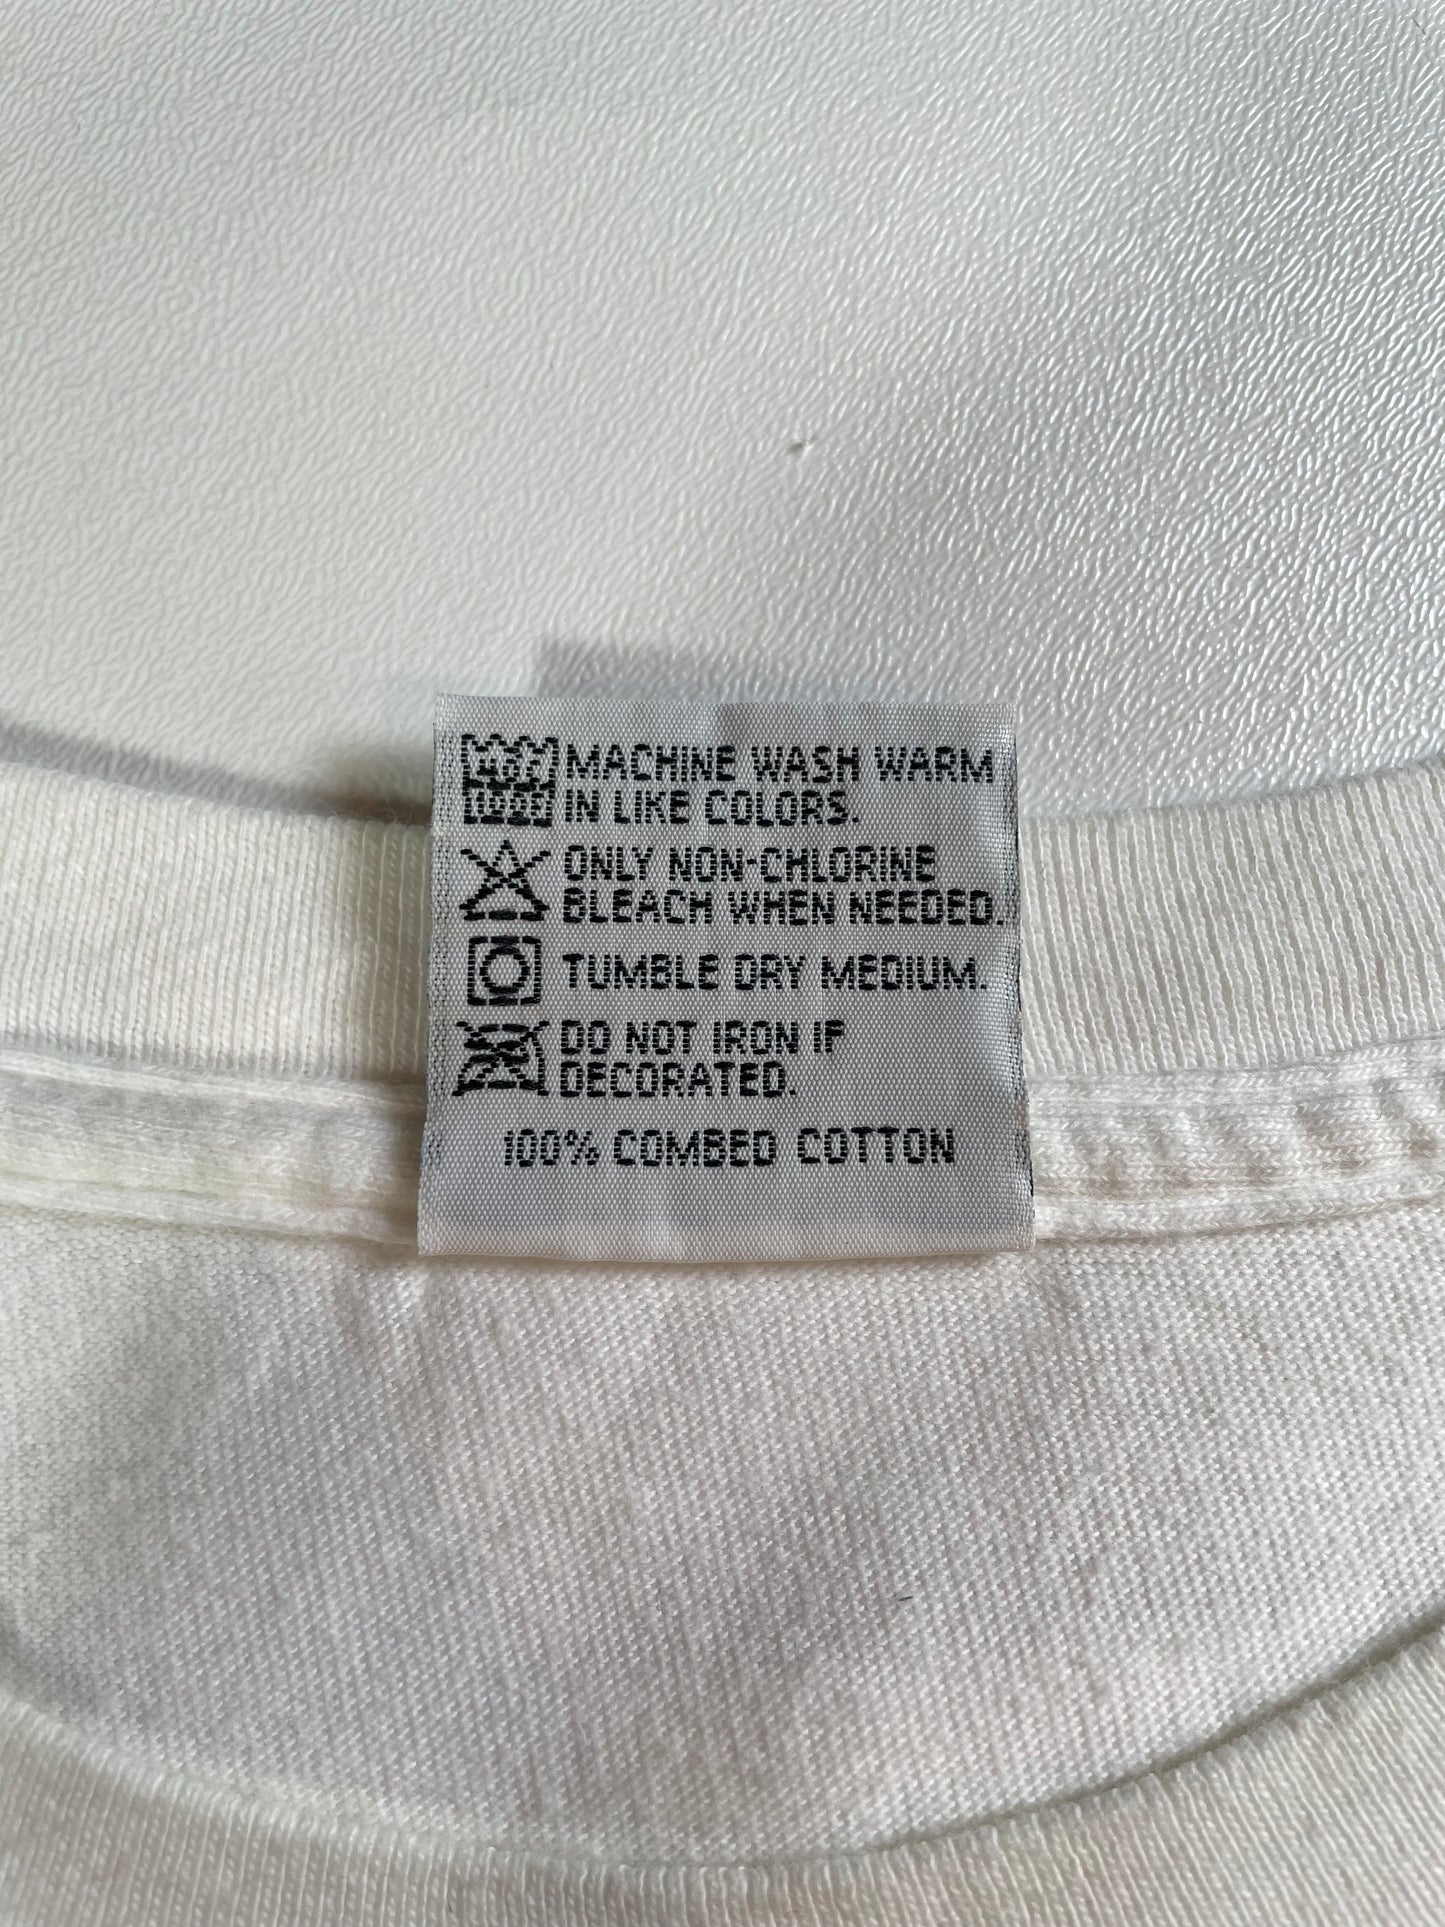 MACHINE WASH WARM
IN LIKE COLORS.
ONLY NON-CHLORINE
BLEACH WHEN NEEDED.
TUMBLE DRY MEDIUM.
DO NOT IRON IF
DECORATED.
100% COMBED COTTON